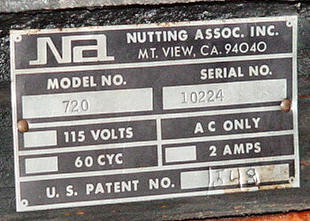 Na NUTTING ASSOC. INC.
MT. VIEW, CA. 94040
MODEL NO. SERIAL NO.
720 10224
115 VOLTS AC ONLY
60 CYC 2 AMPS
U. S. PATENT NO.